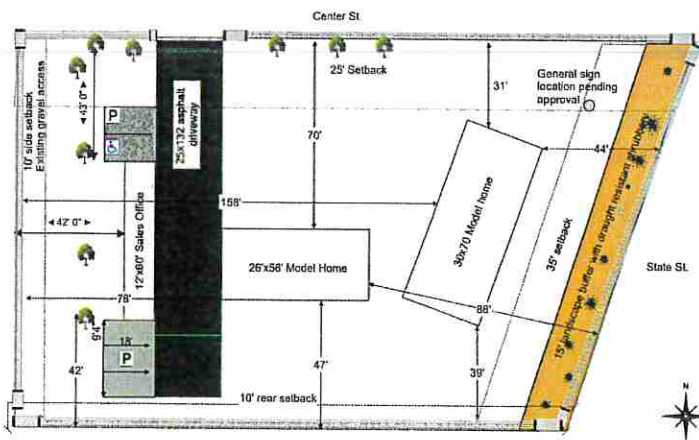 Center St.
25' Setback
31'
General sign
location pending
approval
10' side setback
Existing gravel access
43' 0"
P
25x132 asphalt
driveway
70'
44'
158'
42' 0"
12'x60' Sales Office
30x70 Model home
35' setback
15' landscape buffer with draught resistant shrubbery
State St.
26'x56' Model Home
78'
88'
9'4
18'
P
42'
47'
39'
10' rear setback
N